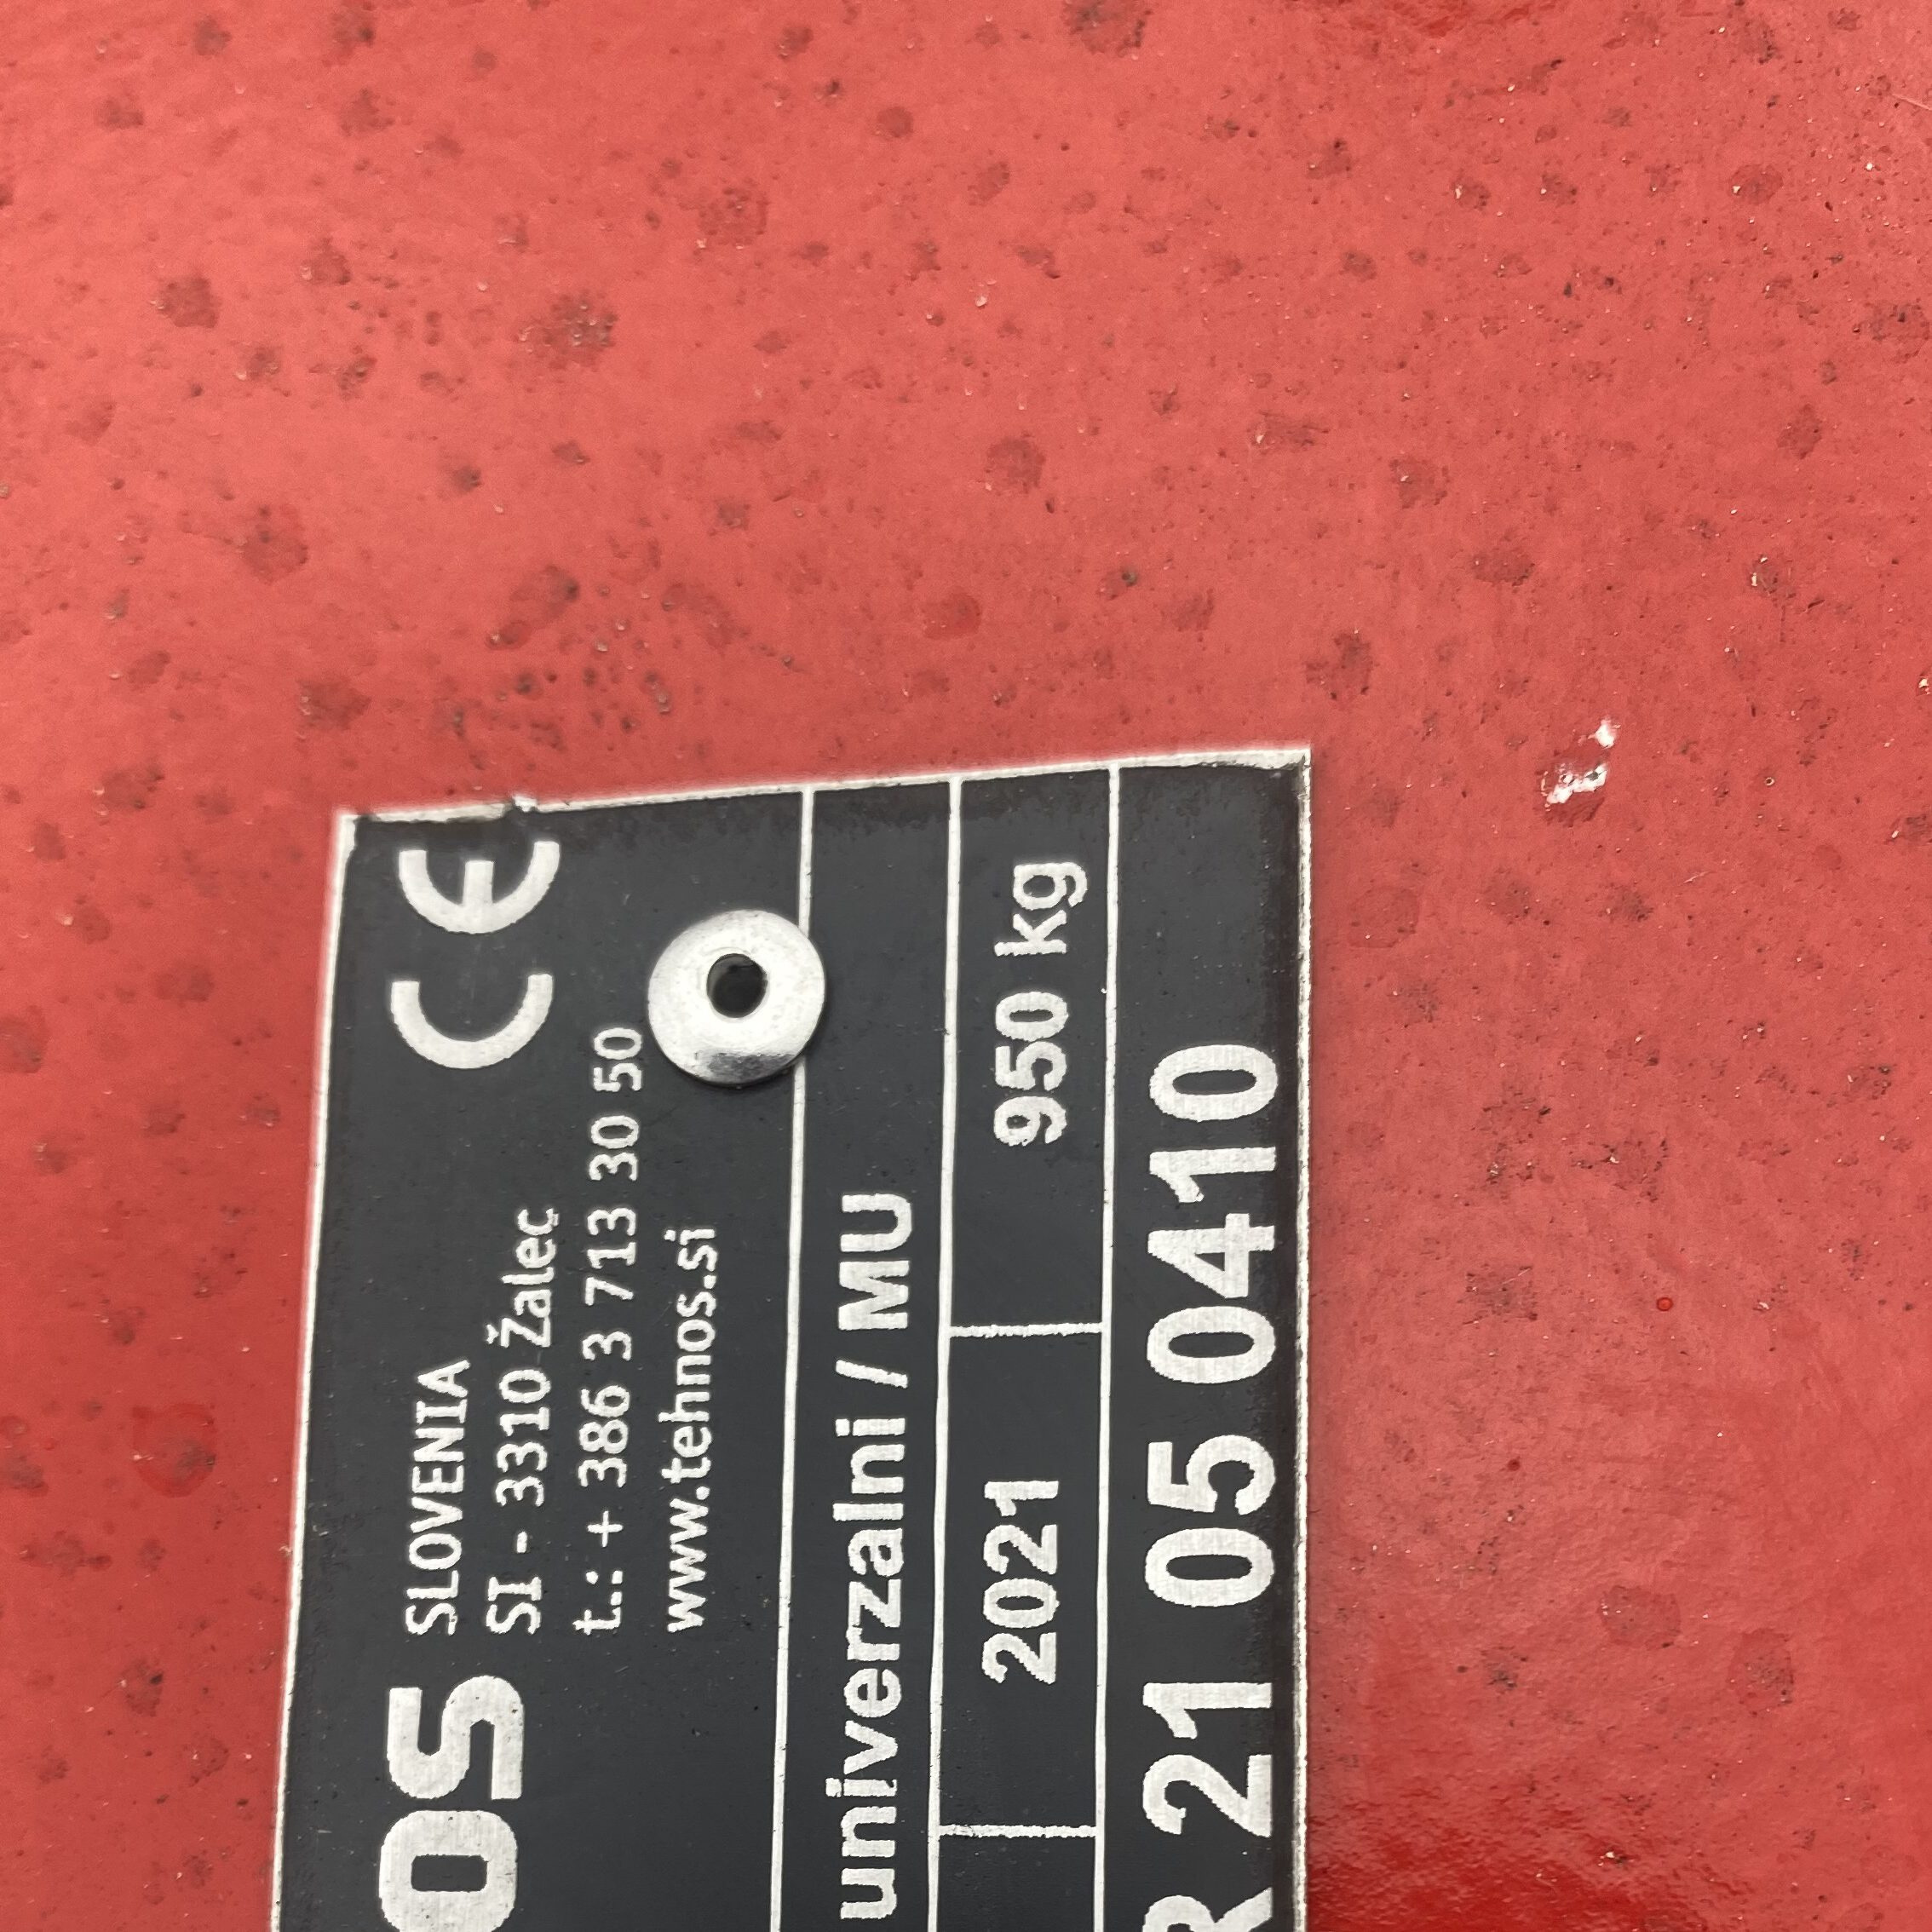 OS
SLOVENIA
SI - 3310 Žalec
t.: + 386 3 713 30 50
www.tehnos.si
CE
univerzalni / MU
2021
950 kg
R 21 05 0410